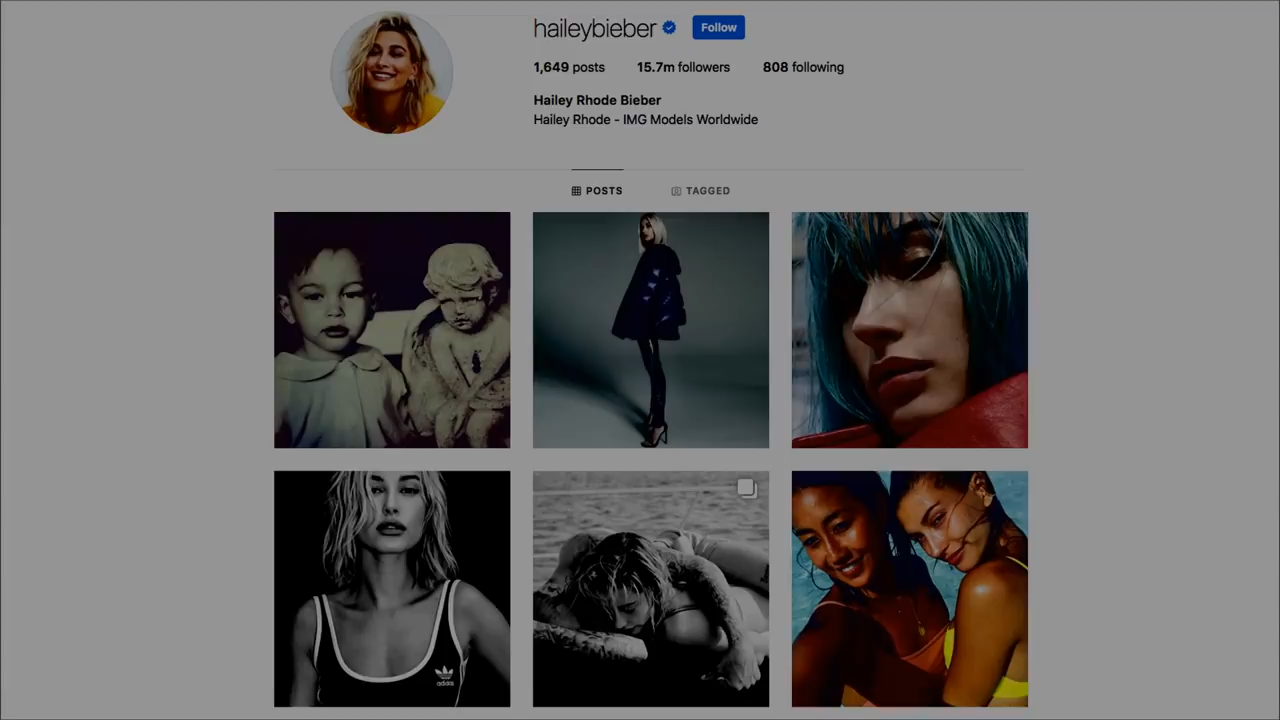 haileybieber Follow
1,649 posts 15.7m followers 808 following
Hailey Rhode Bieber
Hailey Rhode - IMG Models Worldwide
POSTS TAGGED
adidas